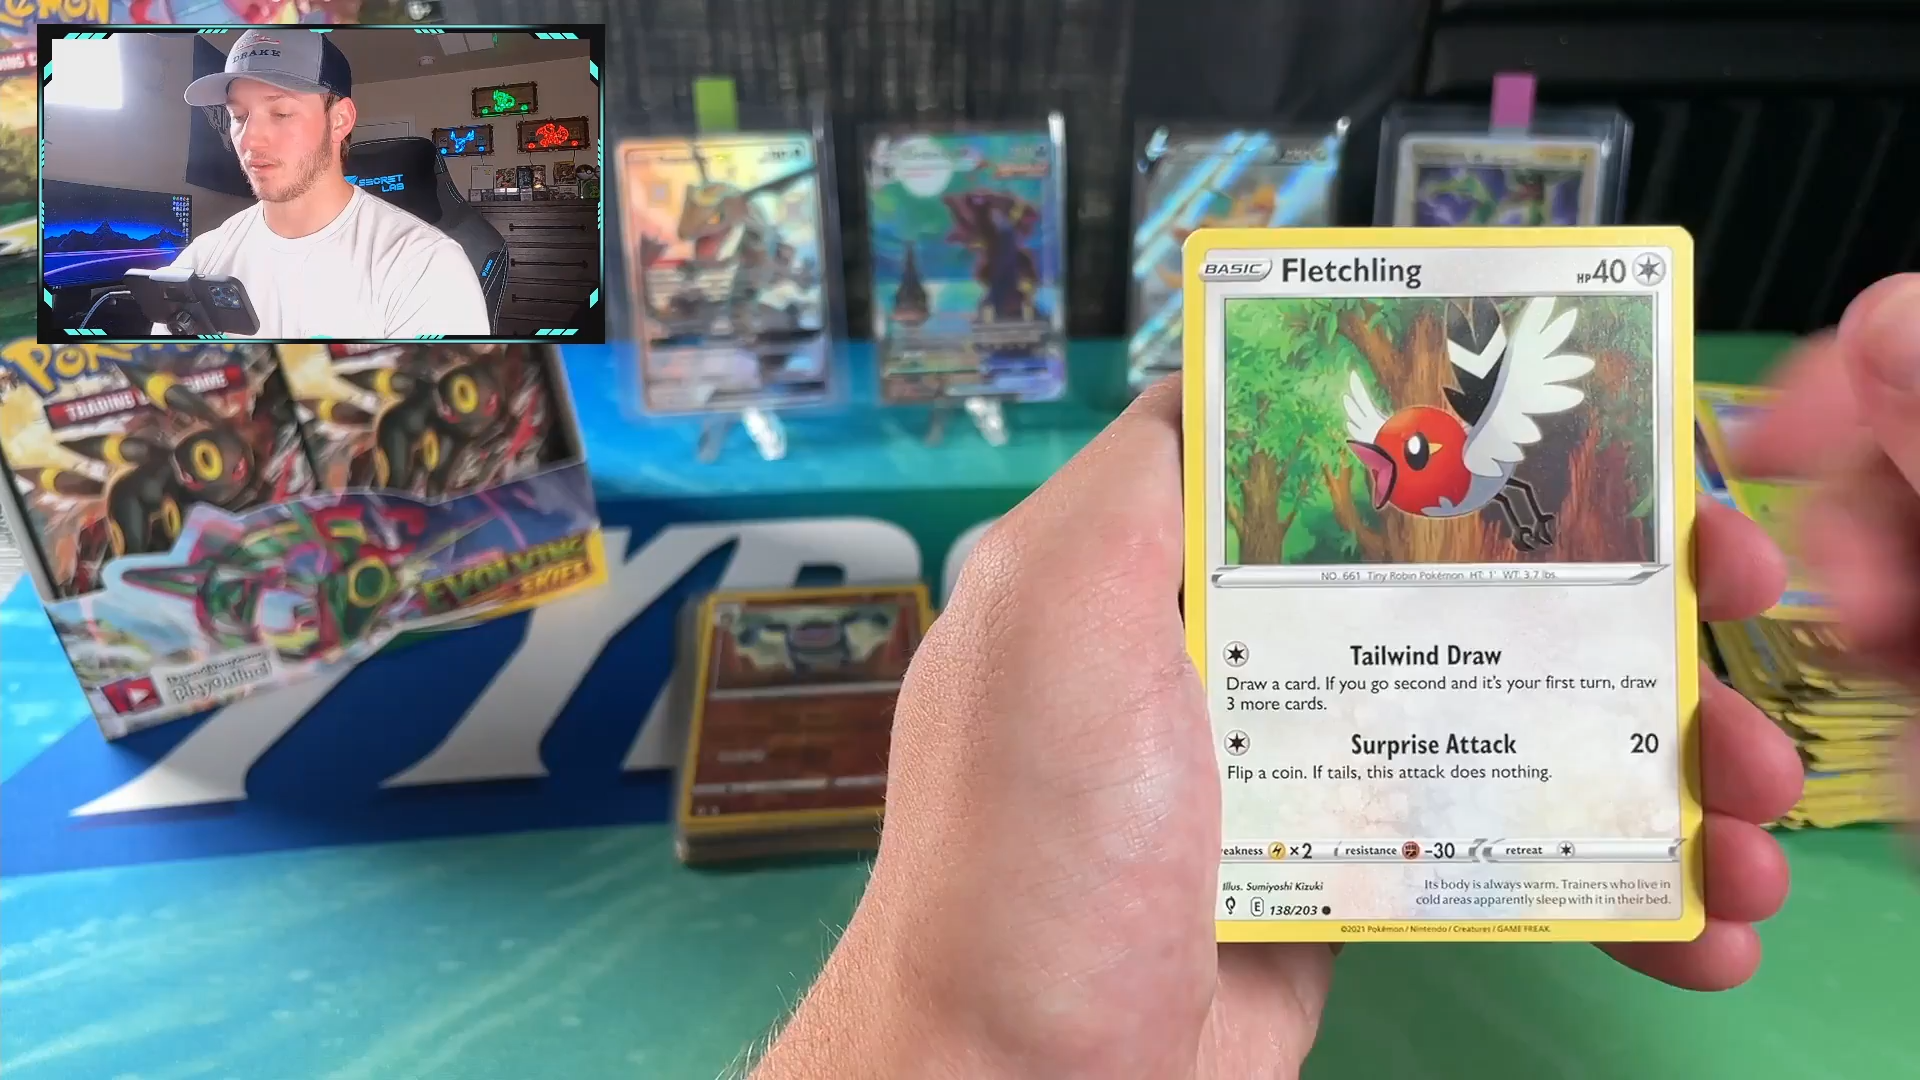 DRAKE
SECRET
LAB
EVOLVING
SKIES
Play Online!
BASIC Fletchling HP40
NO. 661 Tiny Robin Pokémon HT: 1' WT: 3.7 lbs.
Tailwind Draw
Draw a card. If you go second and it's your first turn, draw
3 more cards.
Surprise Attack 20
Flip a coin. If tails, this attack does nothing.
weakness ×2 resistance -30 retreat
Illus. Sumiyoshi Kizuki
Its body is always warm. Trainers who live in
cold areas apparently sleep with it in their bed.
E 138/203
©2021 Pokémon / Nintendo / Creatures / GAME FREAK